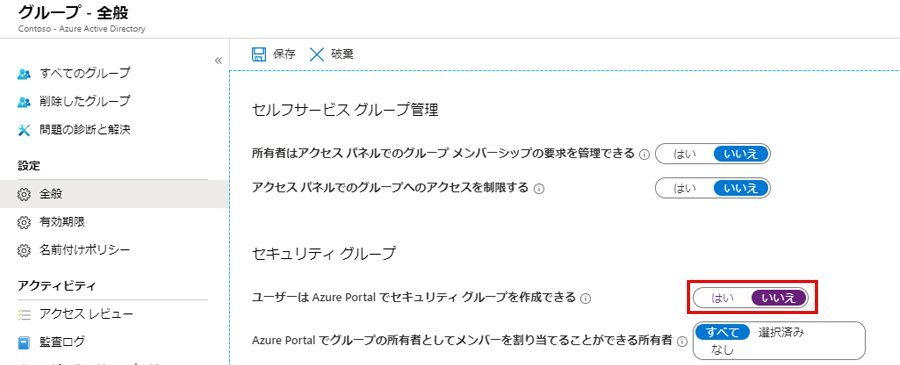 グループ - 全般
Contoso - Azure Active Directory
«
すべてのグループ
削除したグループ
問題の診断と解決
設定
全般
有効期限
名前付けポリシー
アクティビティ
アクセス レビュー
監査ログ
保存 破棄
セルフサービス グループ管理
所有者はアクセス パネルでのグループ メンバーシップの要求を管理できる はい いいえ
アクセス パネルでのグループへのアクセスを制限する はい いいえ
セキュリティ グループ
ユーザーは Azure Portal でセキュリティ グループを作成できる はい いいえ
Azure Portal でグループの所有者としてメンバーを割り当てることができる所有者 すべて 選択済み
なし